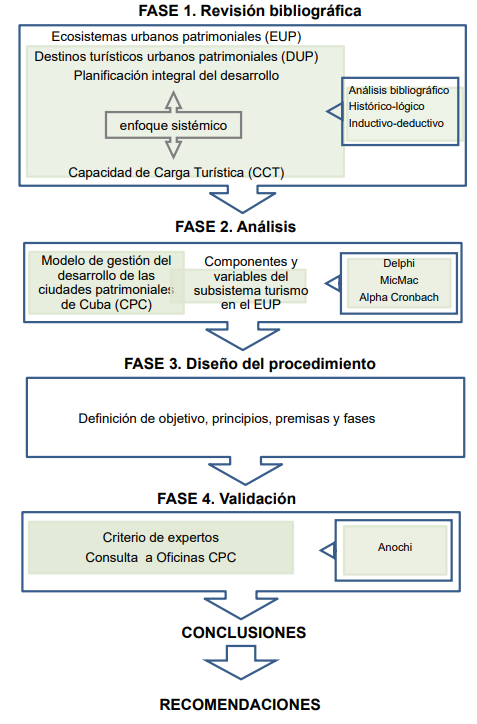 FASE 1. Revisión bibliográfica
Ecosistemas urbanos patrimoniales (EUP)
Destinos turísticos urbanos patrimoniales (DUP)
Planificación integral del desarrollo
enfoque sistémico
Capacidad de Carga Turística (CCT)
Análisis bibliográfico
Histórico-lógico
Inductivo-deductivo
FASE 2. Análisis
Modelo de gestión del
desarrollo de las
ciudades patrimoniales
de Cuba (CPC)
Componentes y
variables del
subsistema turismo
en el EUP
Delphi
MicMac
Alpha Cronbach
FASE 3. Diseño del procedimiento
Definición de objetivo, principios, premisas y fases
FASE 4. Validación
Criterio de expertos
Consulta a Oficinas CPC
Anochi
CONCLUSIONES
RECOMENDACIONES